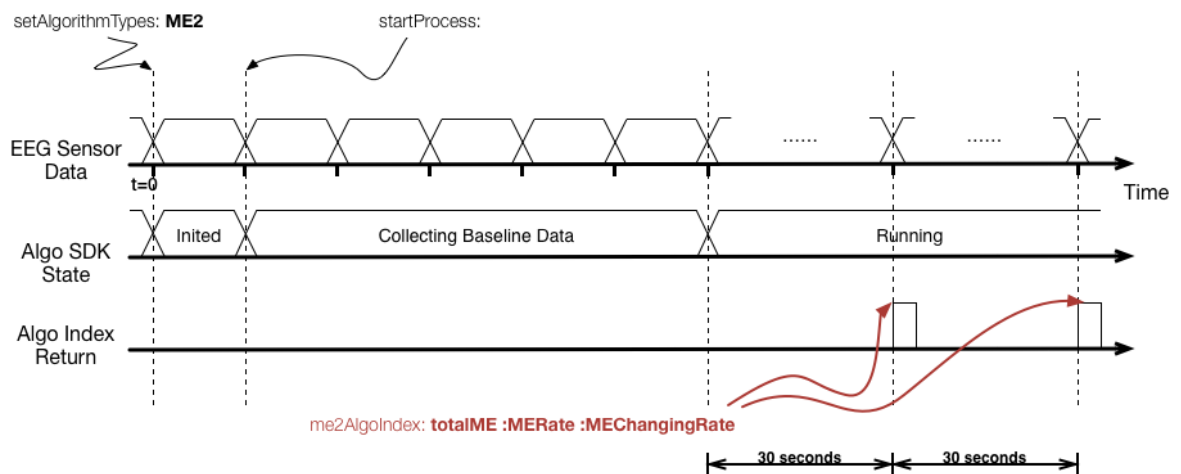 setAlgorithmTypes: ME2
startProcess:
EEG Sensor
Data
......
......
t=0
Time
Inited
Collecting Baseline Data
Running
Algo SDK
State
Algo Index
Return
me2AlgoIndex: totalME :MERate :MEChangingRate
30 seconds
30 seconds